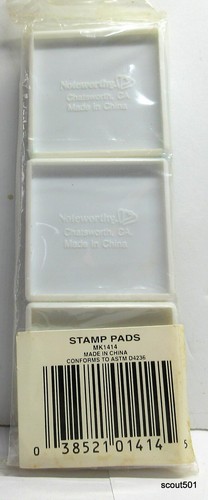 Noteworthy
Chatsworth, CA.
Made in China
Noteworthy
Chatsworth, CA.
Made in China
STAMP PADS
MK1414
MADE IN CHINA
CONFORMS TO ASTM D4236
0 38521 01414 5
scout501